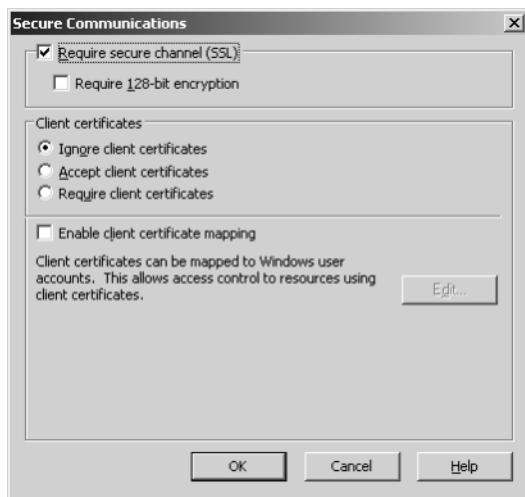 Secure Communications
Require secure channel (SSL)
Require 128-bit encryption
Client certificates
Ignore client certificates
Accept client certificates
Require client certificates
Enable client certificate mapping
Client certificates can be mapped to Windows user
accounts. This allows access control to resources using
client certificates.
Edit...
OK
Cancel
Help